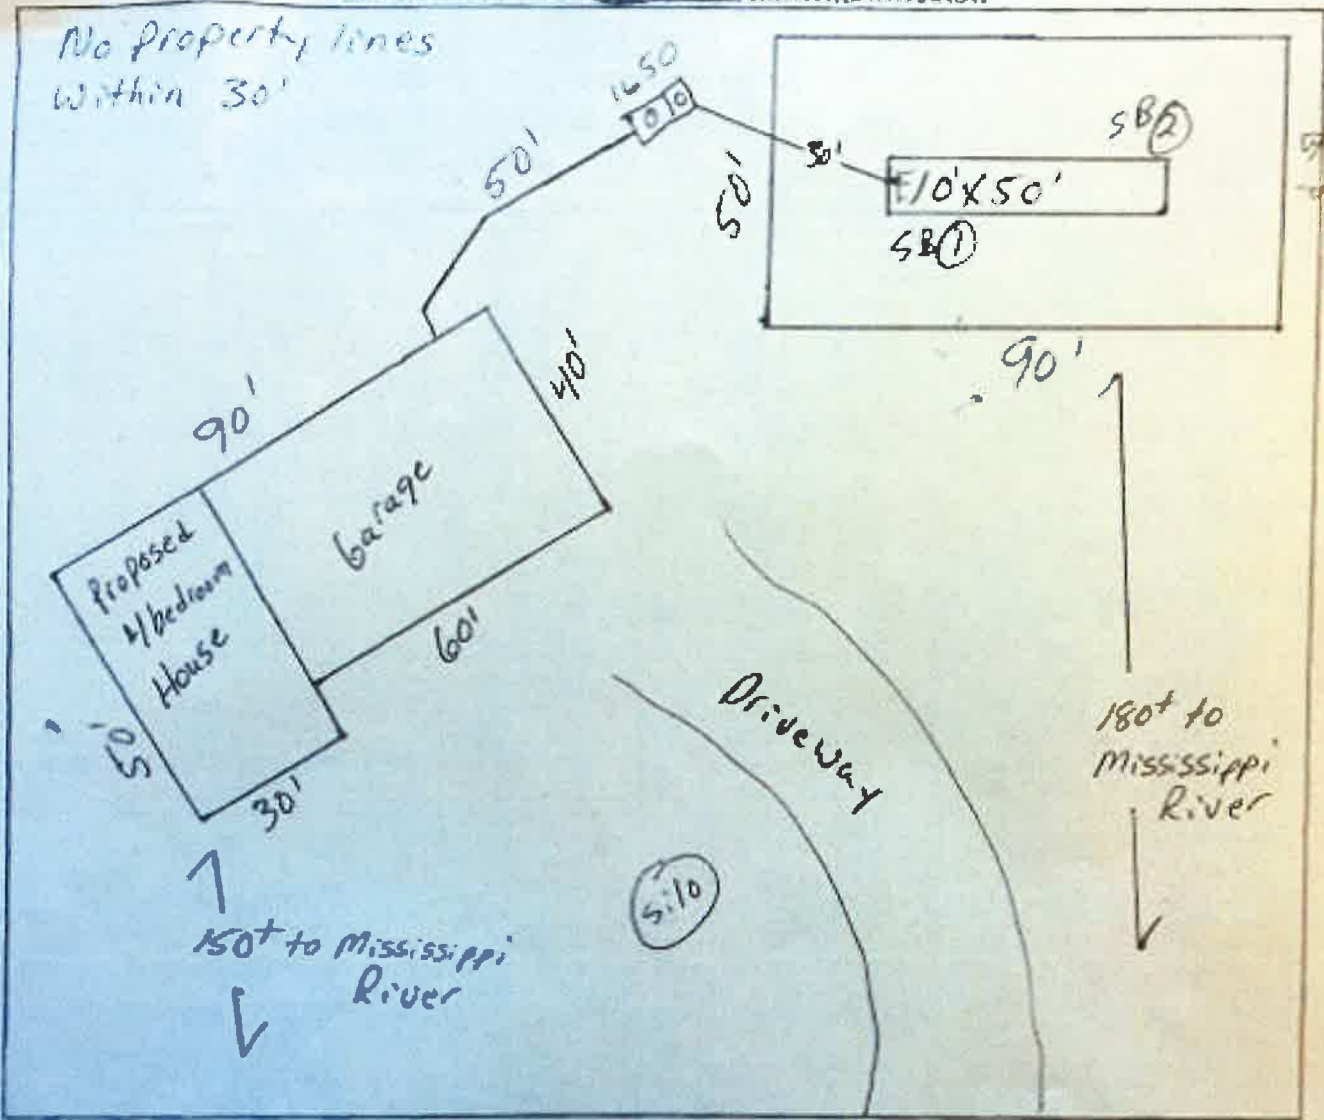 No Property lines
within 30'
1650
50'
30'
50'
SB②
10'x50'
SB①
90'
90'
40'
Garage
60'
Proposed
4/bedroom
House
50'
30'
Driveway
180+ to
Mississippi
River
silo
150+ to Mississippi
River